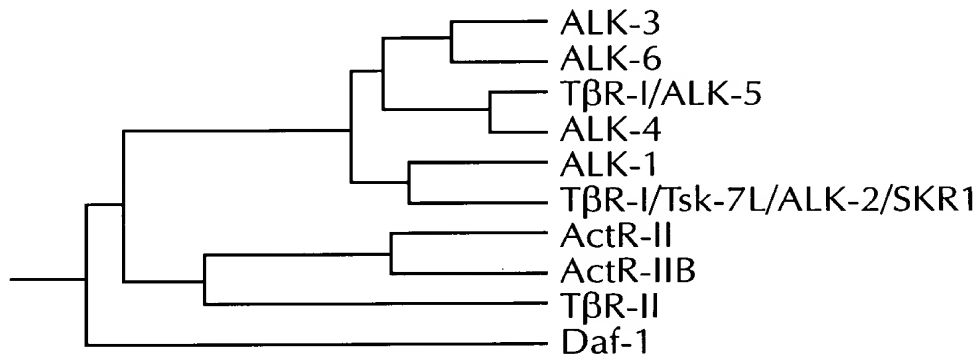 ALK-3
ALK-6
TβR-I/ALK-5
ALK-4
ALK-1
TβR-I/Tsk-7L/ALK-2/SKR1
ActR-II
ActR-IIB
TβR-II
Daf-1